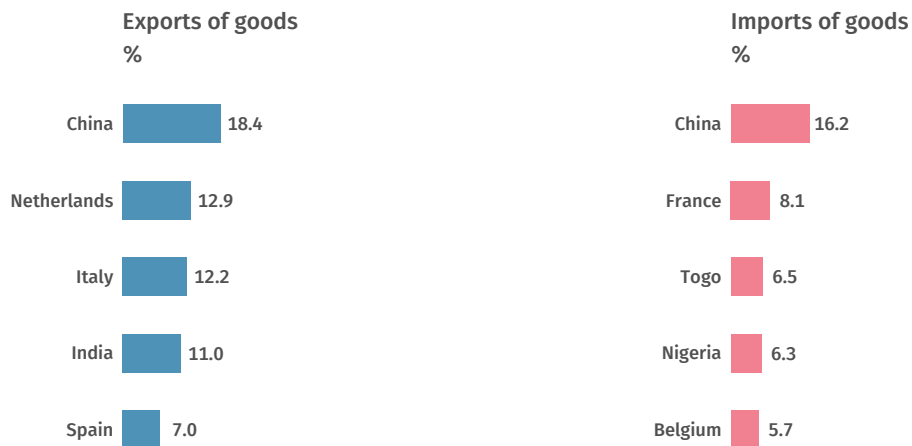 Exports of goods
%
China 18.4
Netherlands 12.9
Italy 12.2
India 11.0
Spain 7.0
Imports of goods
%
China 16.2
France 8.1
Togo 6.5
Nigeria 6.3
Belgium 5.7